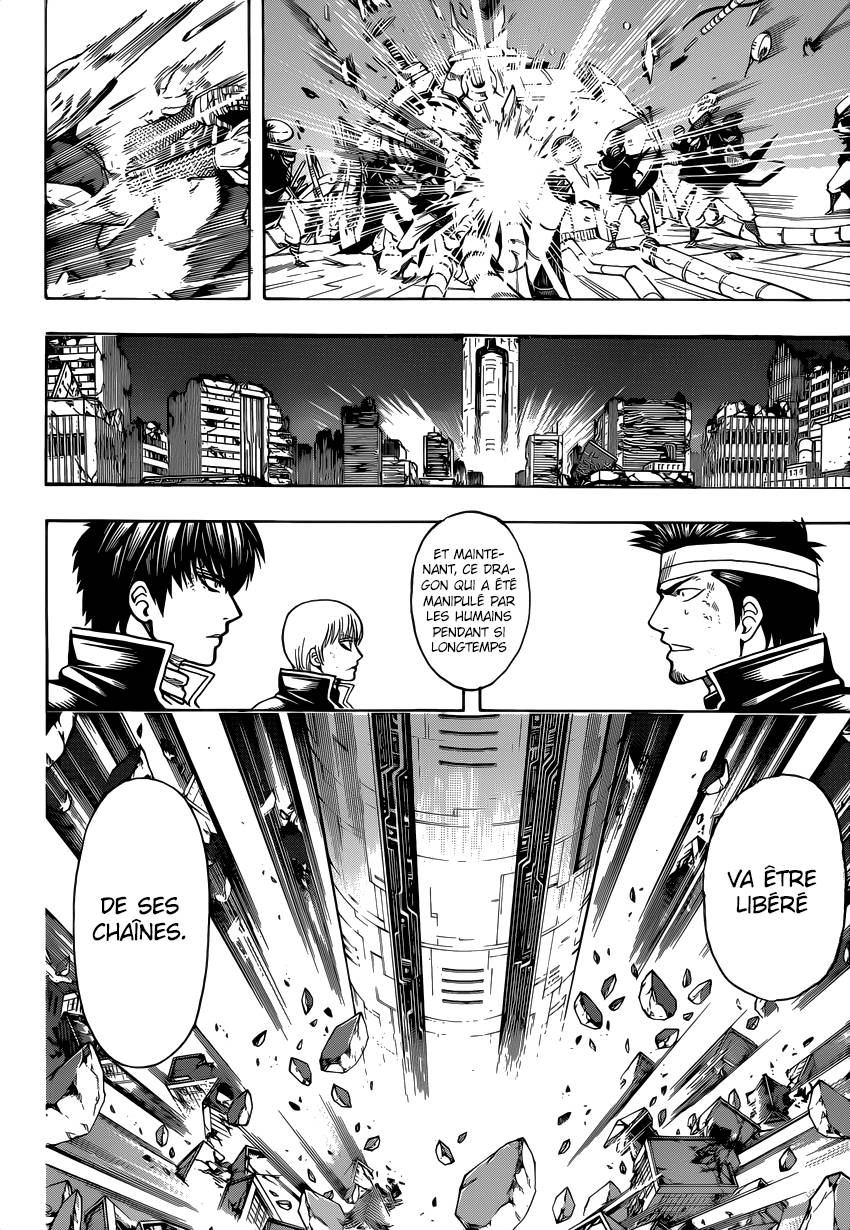 ET MAINTE-
NANT, CE DRA-
GON QUI A ÉTÉ
MANIPULÉ PAR
LES HUMAINS
PENDANT SI
LONGTEMPS
VA ÊTRE
LIBÉRÉ
DE SES
CHAÎNES.